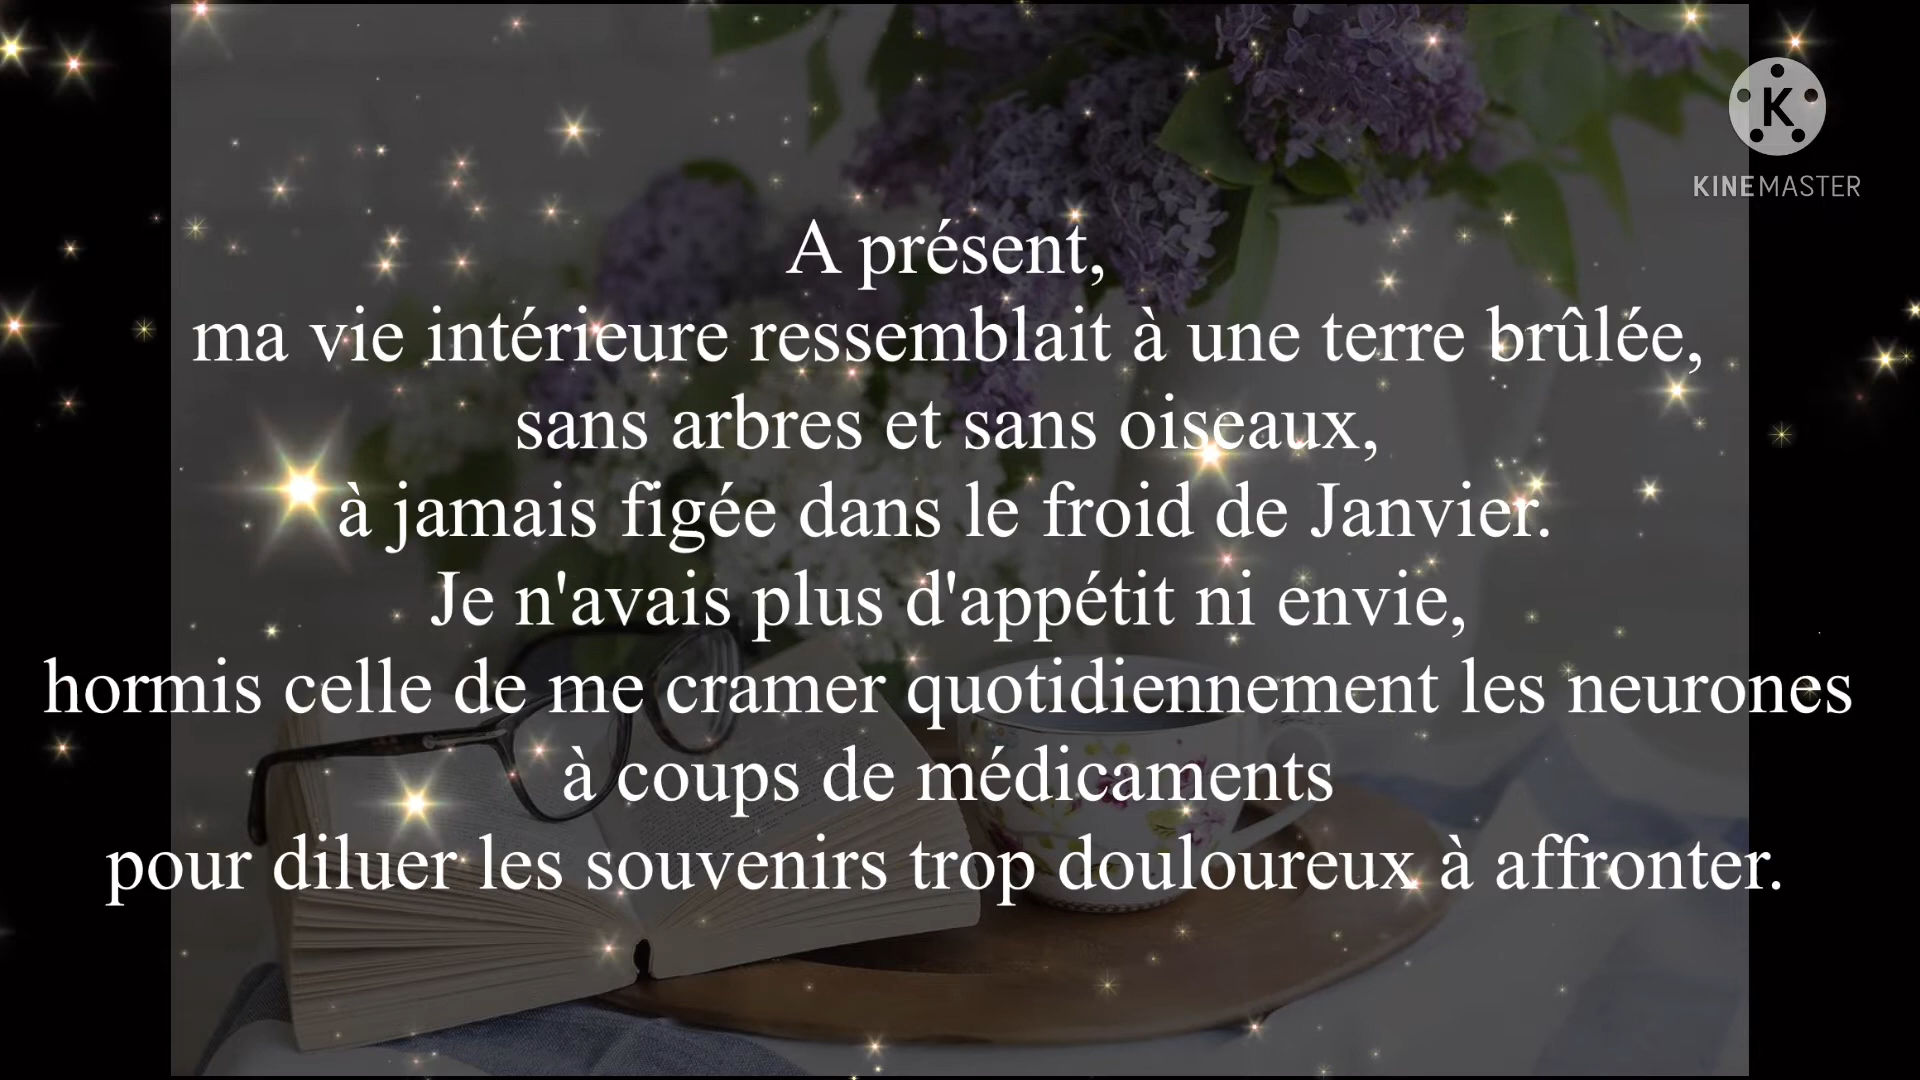 K
KINEMASTER
A présent,
ma vie intérieure ressemblait à une terre brûlée,
sans arbres et sans oiseaux,
à jamais figée dans le froid de Janvier.
Je n'avais plus d'appétit ni envie,
hormis celle de me cramer quotidiennement les neurones
à coups de médicaments
pour diluer les souvenirs trop douloureux à affronter.